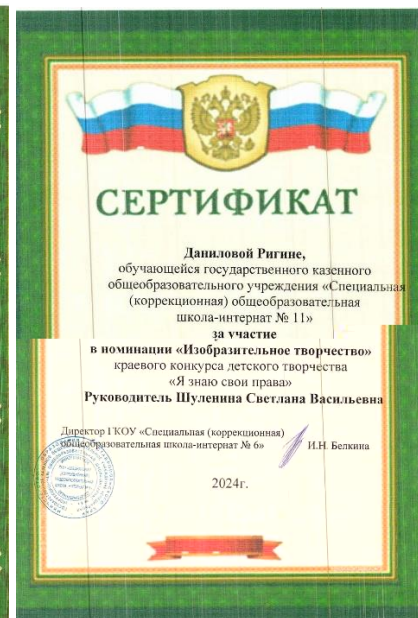 СЕРТИФИКАТ
Даниловой Ригине,
обучающейся государственного казенного
общеобразовательного учреждения «Специальная
(коррекционная) общеобразовательная
школа-интернат № 11»
за участие
в номинации «Изобразительное творчество»
краевого конкурса детского творчества
«Я знаю свои права»
Руководитель Шуленина Светлана Васильевна
Директор ГКОУ «Специальная (коррекционная)
общеобразовательная школа-интернат № 6»
И.Н. Белкина
2024г.